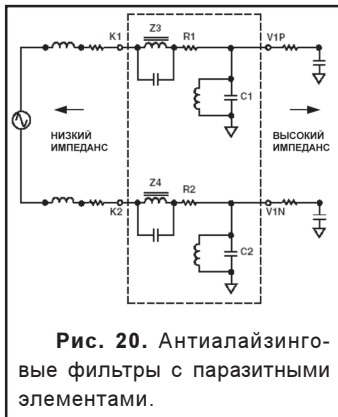 K1 Z3 R1 V1P
C1
НИЗКИЙ ИМПЕДАНС
ВЫСОКИЙ ИМПЕДАНС
K2 Z4 R2 V1N
C2
Рис. 20. Антиалайзинго-
вые фильтры с паразитными
элементами.